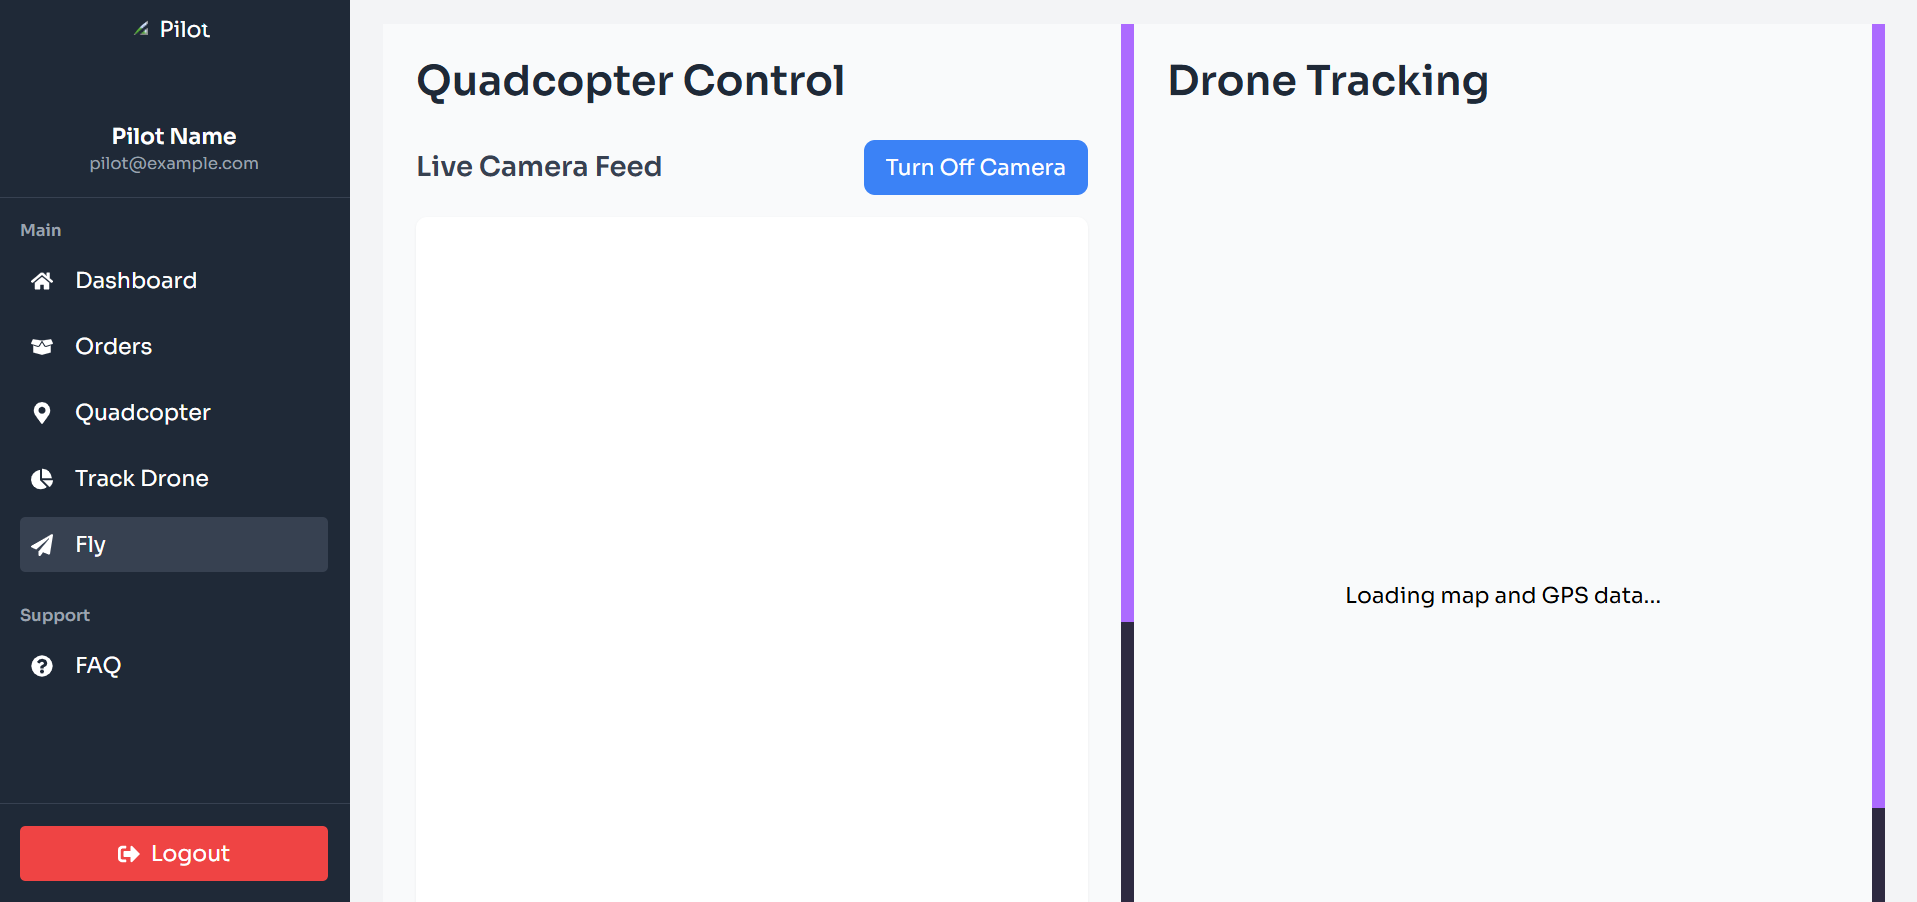 Pilot
Pilot Name
pilot@example.com
Main
Dashboard
Orders
Quadcopter
Track Drone
Fly
Support
FAQ
Logout
Quadcopter Control
Live Camera Feed
Turn Off Camera
Drone Tracking
Loading map and GPS data...